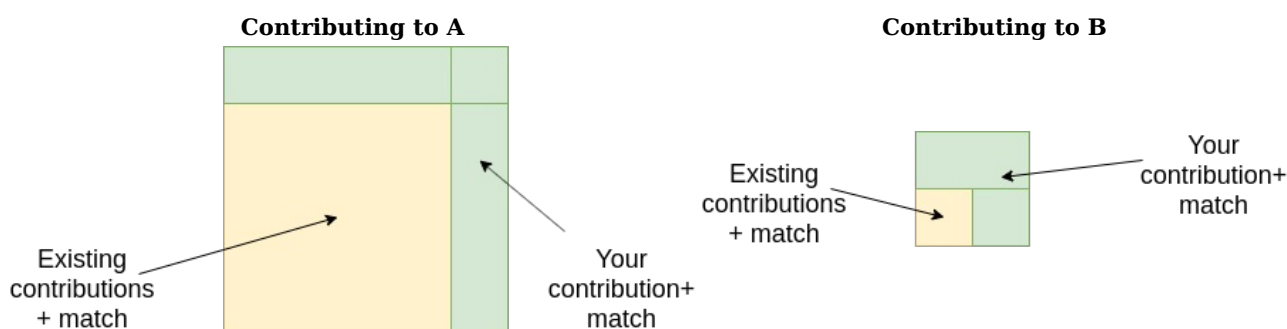 Contributing to A
Existing
contributions
+ match
Your
contribution+
match
Contributing to B
Existing
contributions
+ match
Your
contribution+
match